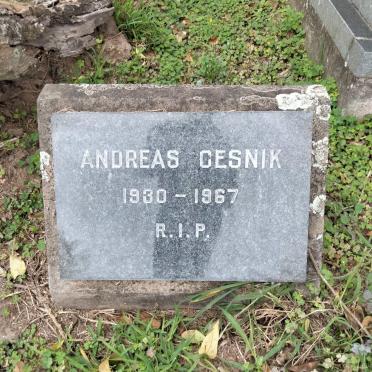 ANDREAS CESNIK
1930 - 1967
R.I.P.